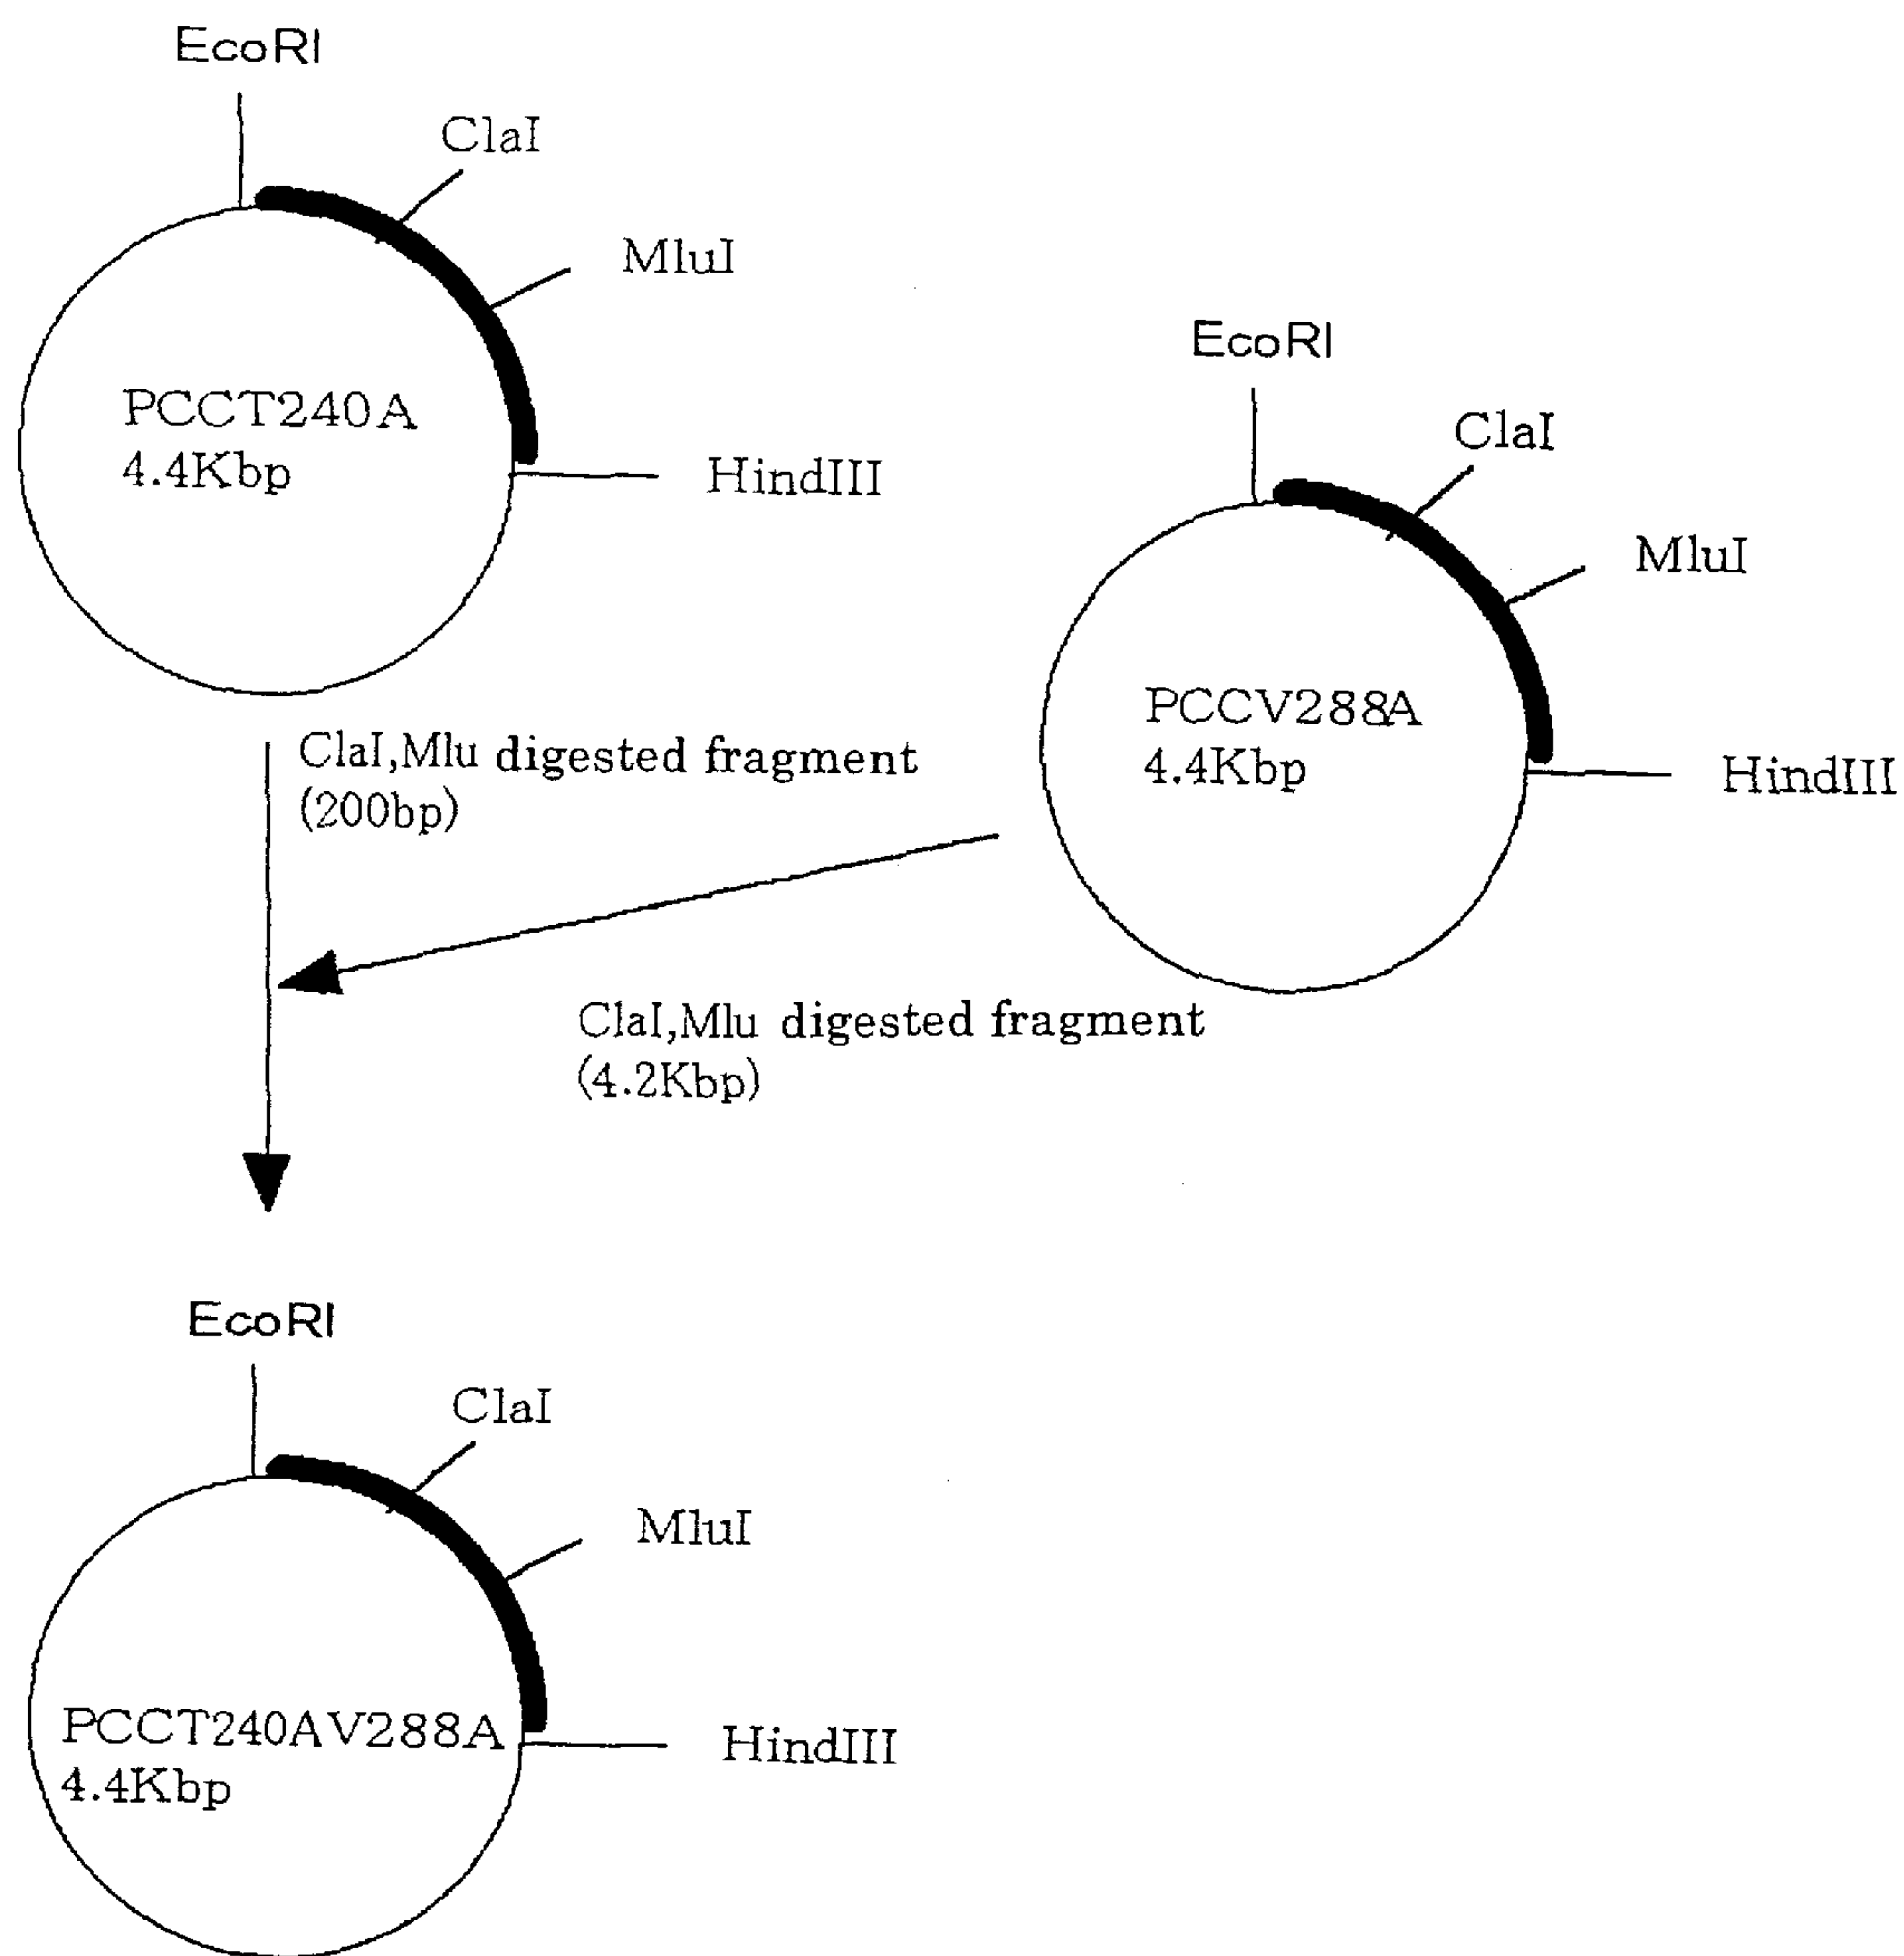 EcoRI
ClaI
MluI
PCCT240A
4.4Kbp
HindIII
EcoRI
ClaI
MluI
PCCV288A
4.4Kbp
HindIII
ClaI,Mlu digested fragment
(200bp)
ClaI,Mlu digested fragment
(4.2Kbp)
EcoRI
ClaI
MluI
PCCT240AV288A
4.4Kbp
HindIII